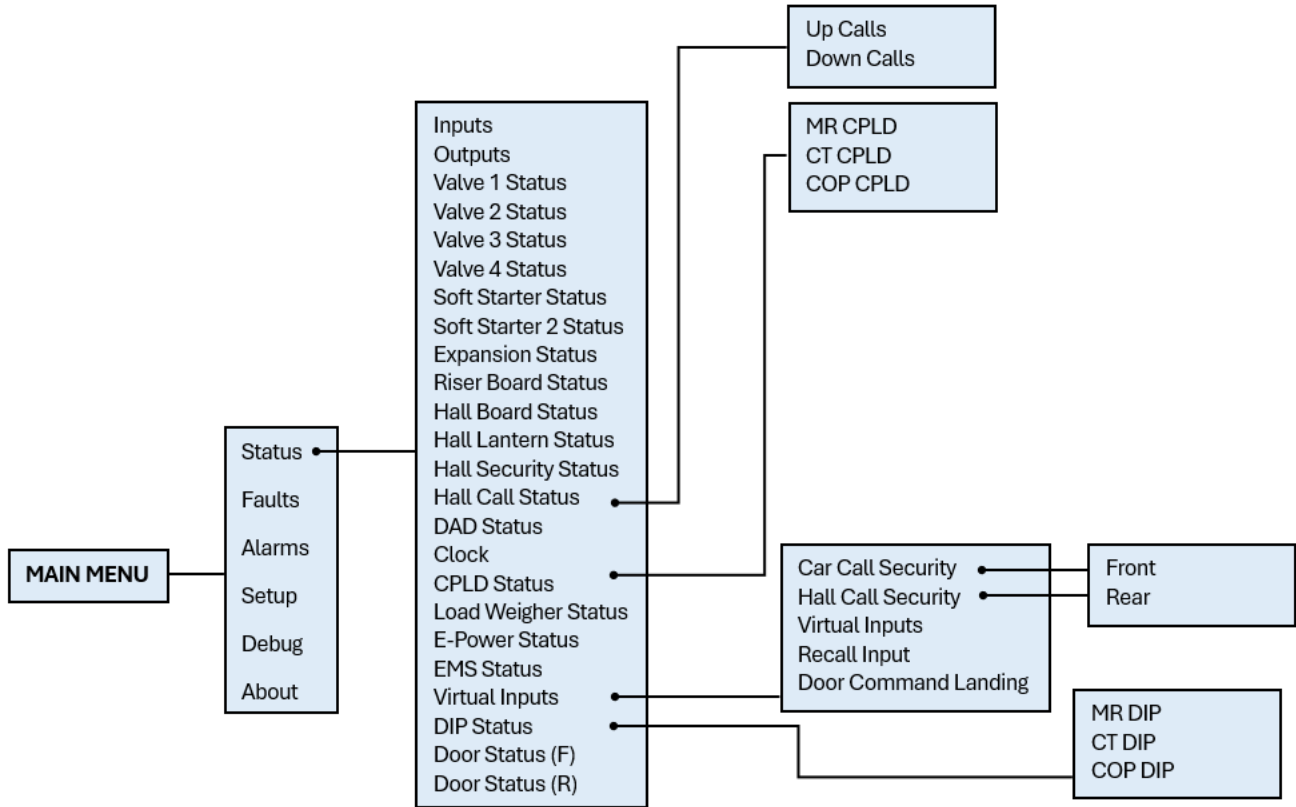 MAIN MENU
Status
Faults
Alarms
Setup
Debug
About
Inputs
Outputs
Valve 1 Status
Valve 2 Status
Valve 3 Status
Valve 4 Status
Soft Starter Status
Soft Starter 2 Status
Expansion Status
Riser Board Status
Hall Board Status
Hall Lantern Status
Hall Security Status
Hall Call Status
DAD Status
Clock
CPLD Status
Load Weigher Status
E-Power Status
EMS Status
Virtual Inputs
DIP Status
Door Status (F)
Door Status (R)
Up Calls
Down Calls
MR CPLD
CT CPLD
COP CPLD
Car Call Security
Hall Call Security
Virtual Inputs
Recall Input
Door Command Landing
Front
Rear
MR DIP
CT DIP
COP DIP